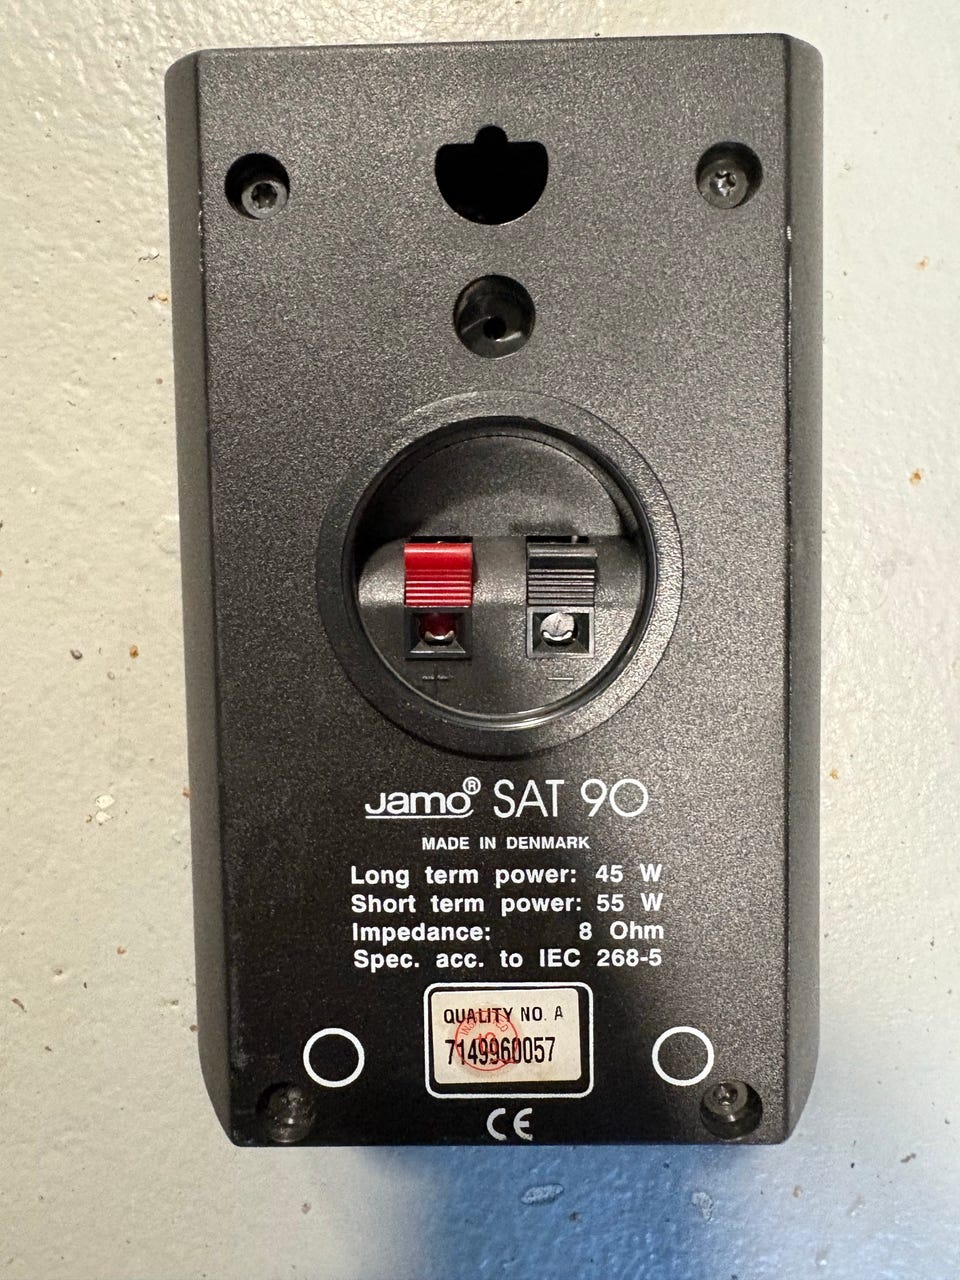 Jamo® SAT 90
MADE IN DENMARK
Long term power: 45 W
Short term power: 55 W
Impedance: 8 Ohm
Spec. acc. to IEC 268-5
QUALITY NO. A
7149960057
CE